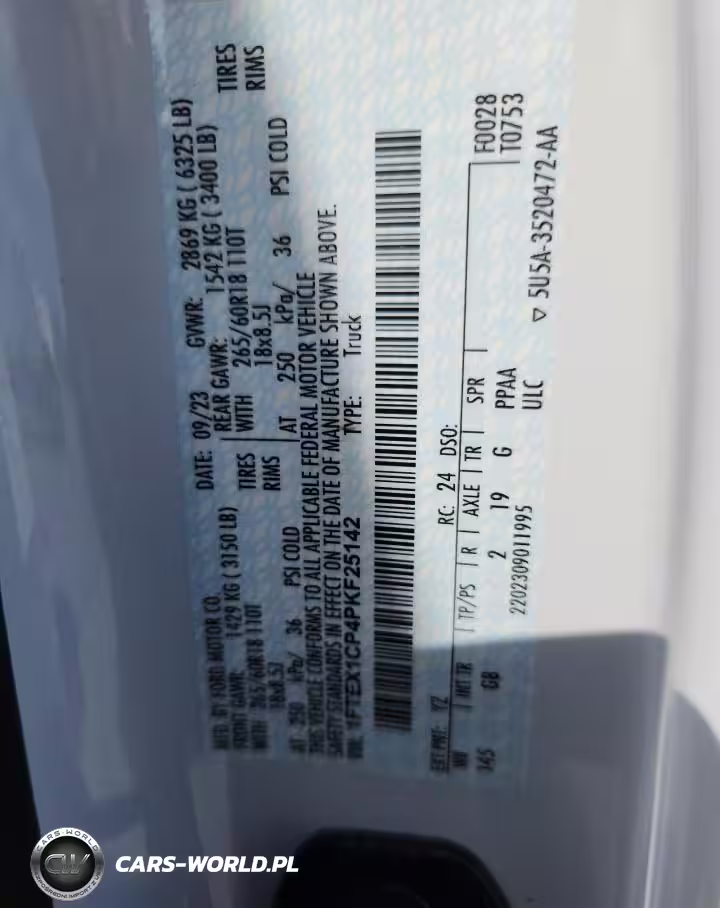 MFD. BY FORD MOTOR CO.
DATE: 09/23 GVWR: 2869 KG ( 6325 LB)
FRONT GAWR: 1429 KG ( 3150 LB)
REAR GAWR: 1542 KG ( 3400 LB)
WITH 265/60R18 110T TIRES
18x8.5J RIMS
AT 250 kPa/ 36 PSI COLD
WITH 265/60R18 110T TIRES
18x8.5J RIMS
AT 250 kPa/ 36 PSI COLD
THIS VEHICLE CONFORMS TO ALL APPLICABLE FEDERAL MOTOR VEHICLE
SAFETY STANDARDS IN EFFECT ON THE DATE OF MANUFACTURE SHOWN ABOVE.
VIN: 1FTEX1CP4PKF25142 TYPE: Truck
EXT PNT: YZ RC: 24 DSO: F0028
WB INT TR TP/PS R AXLE TR SPR T0753
145 GB 2 19 G PPAA
2202309011995 ULC
▽ 5U5A-3520472-AA
CARS-WORLD
CW
CARS-WORLD.PL